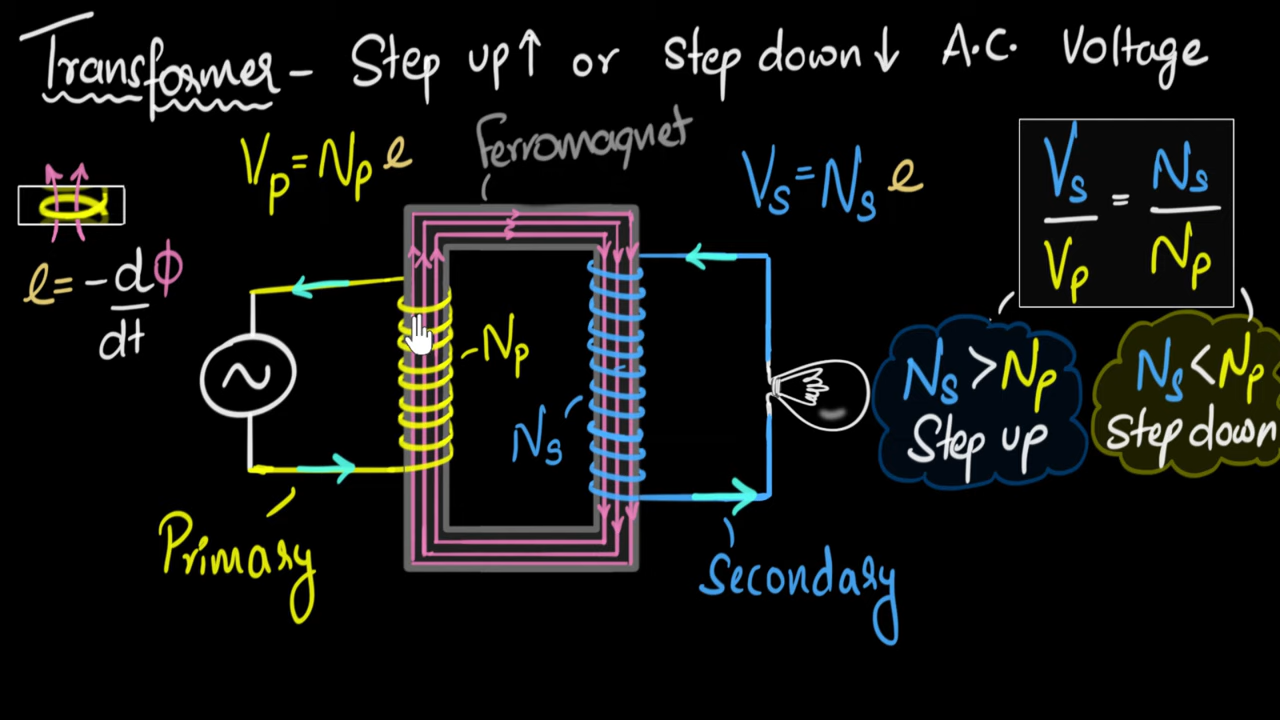 Transformer - Step up↑ or Step down↓ A.C. Voltage
Ferromagnet
Vp = Np e
Vs = Ns e
Vs/Vp = Ns/Np
e = -d/dt ϕ
Np
Ns > Np
Step up
Ns < Np
Step down
Ns
Primary
Secondary